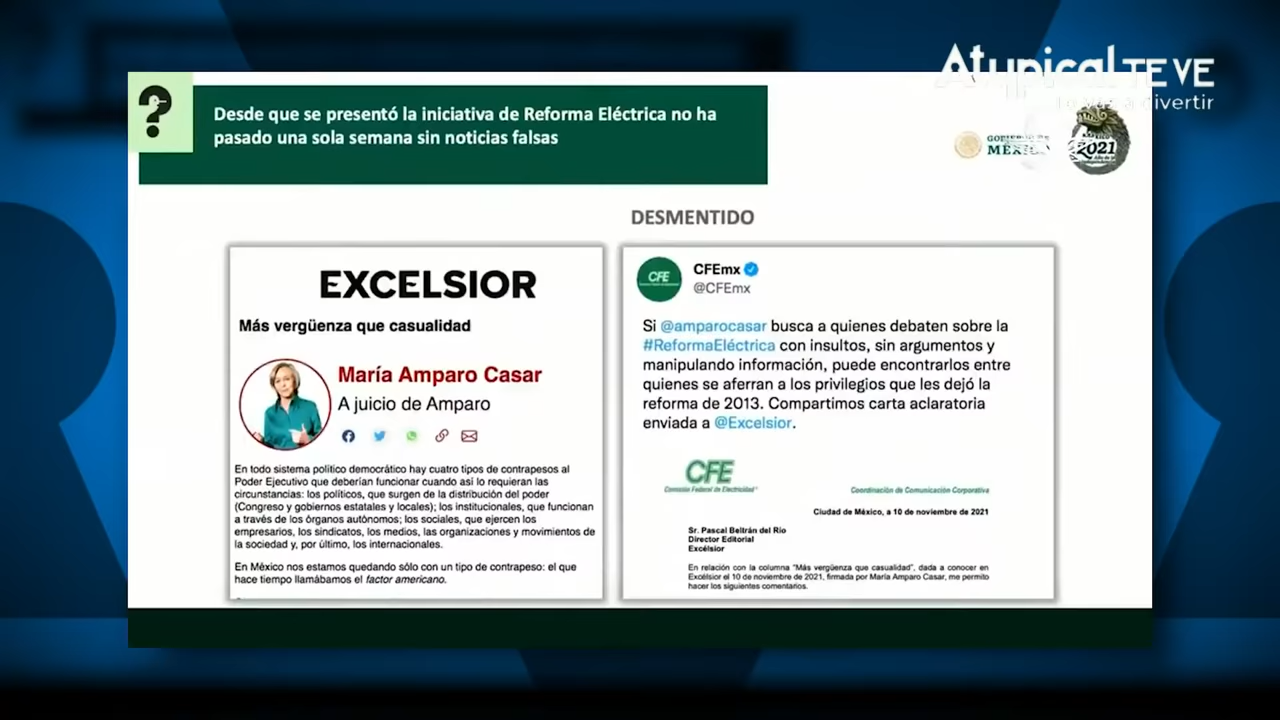 Atypical TE VE
Desde que se presentó la iniciativa de Reforma Eléctrica no ha
pasado una sola semana sin noticias falsas
divertir
GOBIERNO DE
MÉXICO
2021
DESMENTIDO
EXCELSIOR
Más vergüenza que casualidad
María Amparo Casar
A juicio de Amparo
En todo sistema político democrático hay cuatro tipos de contrapesos al
Poder Ejecutivo que deberían funcionar cuando así lo requieran las
circunstancias: los políticos, que surgen de la distribución del poder
(Congreso y gobiernos estatales y locales); los institucionales, que funcionan
a través de los órganos autónomos; los sociales, que ejercen los
empresarios, los sindicatos, los medios, las organizaciones y movimientos de
la sociedad y, por último, los internacionales.
En México nos estamos quedando sólo con un tipo de contrapeso: el que
hace tiempo llamábamos el factor americano.
CFE
CFEmx
@CFEmx
Si @amparocasar busca a quienes debaten sobre la
#ReformaEléctrica con insultos, sin argumentos y
manipulando información, puede encontrarlos entre
quienes se aferran a los privilegios que les dejó la
reforma de 2013. Compartimos carta aclaratoria
enviada a @Excelsior.
CFE
Comisión Federal de Electricidad
Coordinación de Comunicación Corporativa
Ciudad de México, a 10 de noviembre de 2021
Sr. Pascal Beltrán del Río
Director Editorial
Excélsior
En relación con la columna "Más vergüenza que casualidad", dada a conocer en
Excélsior el 10 de noviembre de 2021, firmada por María Amparo Casar, me permito
hacer los siguientes comentarios.